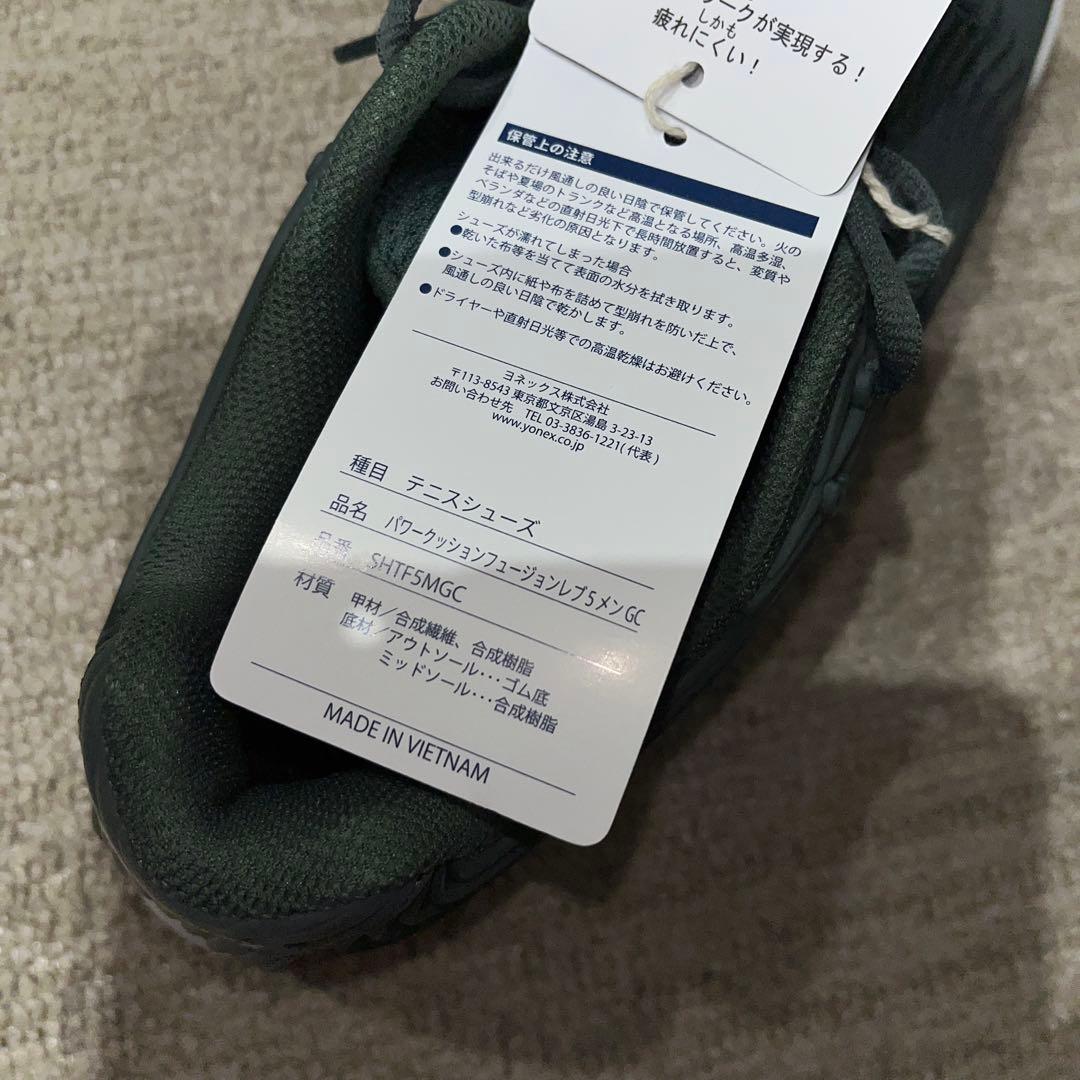 ークが実現する！
しかも
疲れにくい！
保管上の注意
出来るだけ風通しの良い日陰で保管してください。火の
そばや夏場のトランクなど高温となる場所、高温多湿、
ベランダなどの直射日光下で長時間放置すると、変質や
型崩れなど劣化の原因となります。
シューズが濡れてしまった場合
●乾いた布等を当てて表面の水分を拭き取ります。
●シューズ内に紙や布を詰めて型崩れを防いだ上で、
風通しの良い日陰で乾かします。
●ドライヤーや直射日光等での高温乾燥はお避けください。
ヨネックス株式会社
〒113-8543 東京都文京区湯島 3-23-13
お問い合わせ先 TEL 03-3836-1221(代表)
www.yonex.co.jp
種目 テニスシューズ
品名 パワークッションフュージョンレブ5メンGC
品番 SHTF5MGC
材質 甲材／合成繊維、合成樹脂
底材／アウトソール･･･ゴム底
ミッドソール･･･合成樹脂
MADE IN VIETNAM